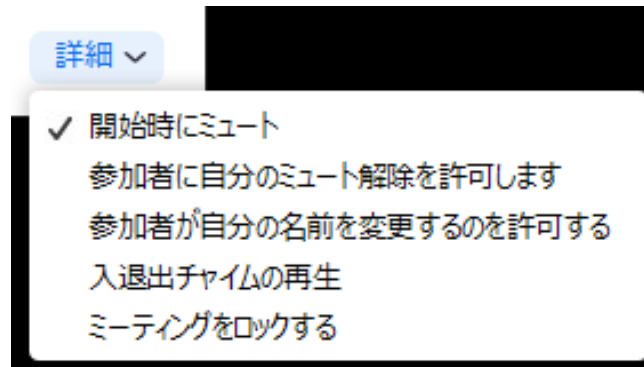 詳細
開始時にミュート
参加者に自分のミュート解除を許可します
参加者が自分の名前を変更するのを許可する
入退出チャイムの再生
ミーティングをロックする